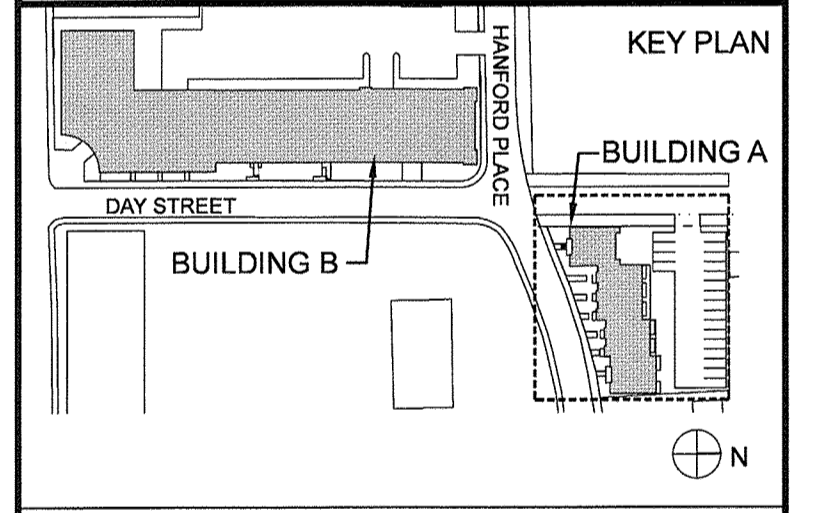 KEY PLAN
HANFORD PLACE
BUILDING A
DAY STREET
BUILDING B
N